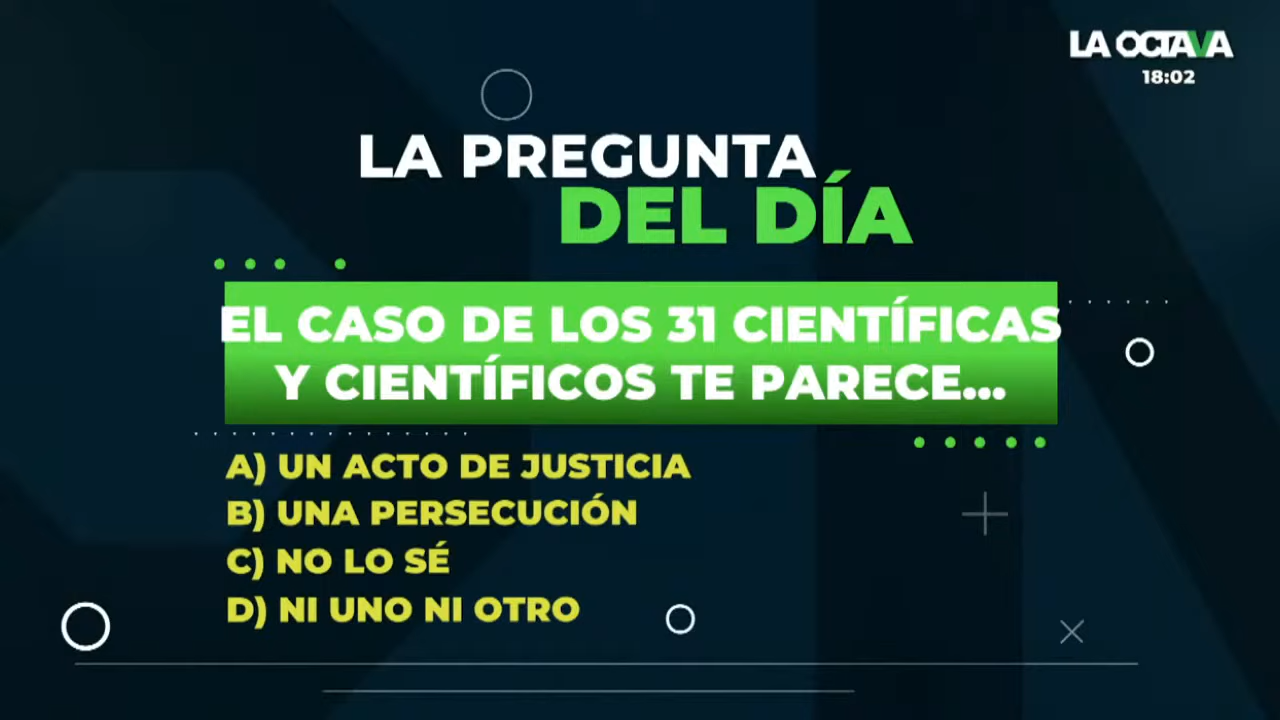 LA OCTAVA
18:02
LA PREGUNTA
DEL DÍA
EL CASO DE LOS 31 CIENTÍFICAS
Y CIENTÍFICOS TE PARECE...
A) UN ACTO DE JUSTICIA
B) UNA PERSECUCIÓN
C) NO LO SÉ
D) NI UNO NI OTRO